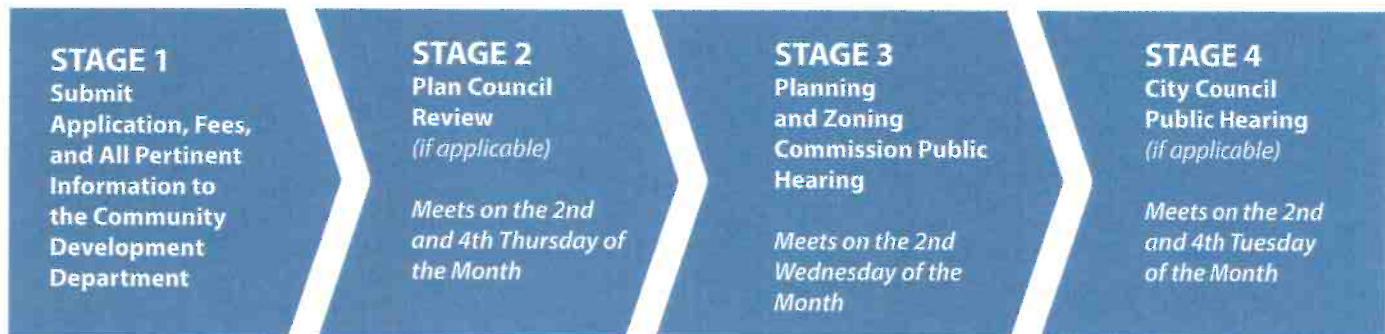 STAGE 1
Submit
Application, Fees,
and All Pertinent
Information to
the Community
Development
Department
STAGE 2
Plan Council
Review
(if applicable)
Meets on the 2nd
and 4th Thursday of
the Month
STAGE 3
Planning
and Zoning
Commission Public
Hearing
Meets on the 2nd
Wednesday of the
Month
STAGE 4
City Council
Public Hearing
(if applicable)
Meets on the 2nd
and 4th Tuesday
of the Month